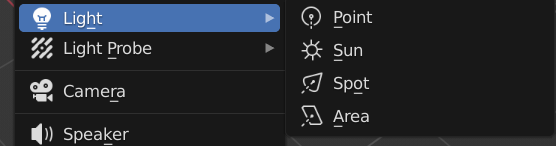 Light
Light Probe
Camera
Speaker
Point
Sun
Spot
Area